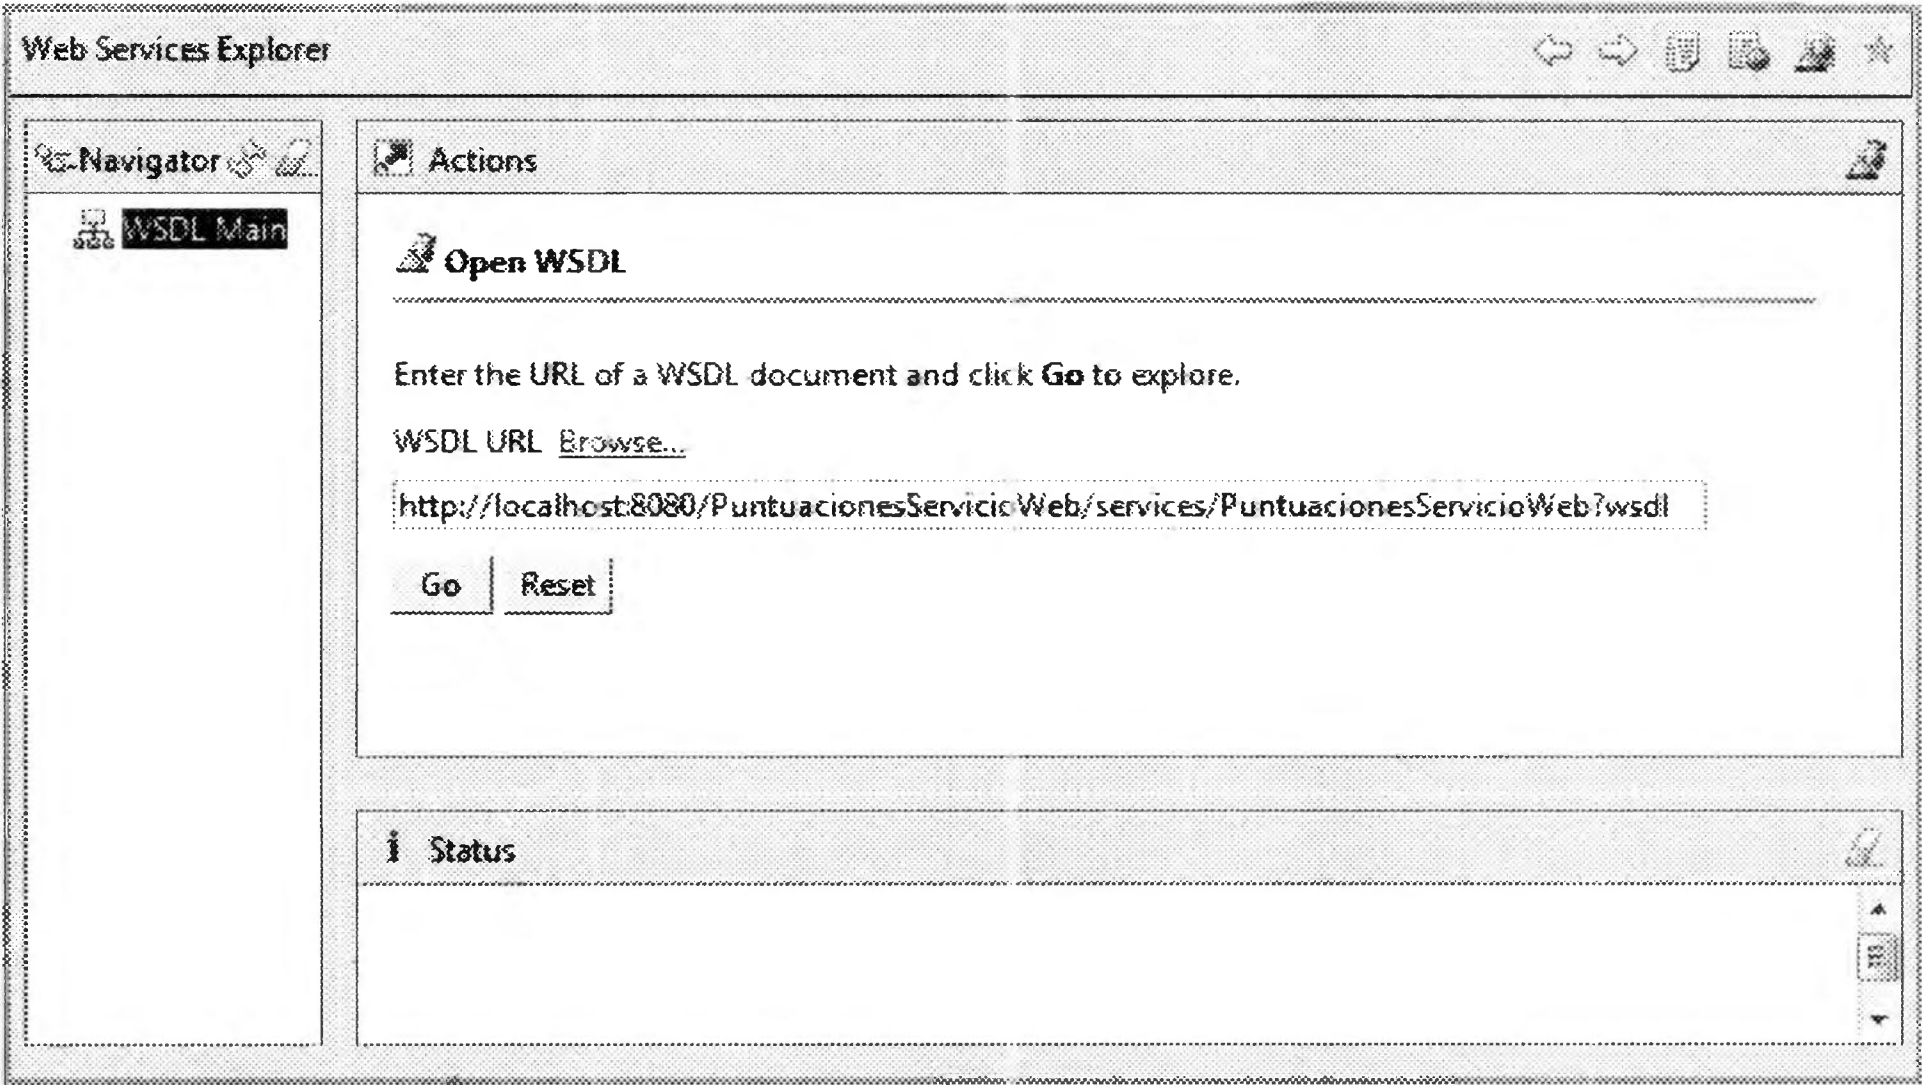 Web Services Explorer
Navigator
WSDL Main
Actions
Open WSDL
Enter the URL of a WSDL document and click Go to explore.
WSDL URL Browse...
http://localhost:8080/PuntuacionesServicioWeb/services/PuntuacionesServicioWeb?wsdl
Go Reset
i Status